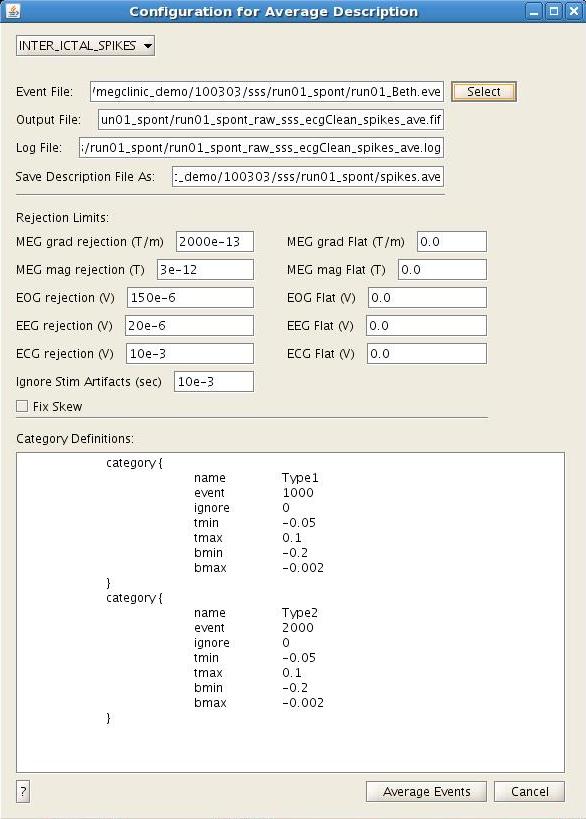 Configuration for Average Description
INTER_ICTAL_SPIKES
Event File: /megclinic_demo/100303/sss/run01_spont/run01_Beth.eve Select
Output File: un01_spont/run01_spont_raw_sss_ecgClean_spikes_ave.fif
Log File: ;/run01_spont/run01_spont_raw_sss_ecgClean_spikes_ave.log
Save Description File As: :_demo/100303/sss/run01_spont/spikes.ave
Rejection Limits:
MEG grad rejection (T/m) 2000e-13 MEG grad Flat (T/m) 0.0
MEG mag rejection (T) 3e-12 MEG mag Flat (T) 0.0
EOG rejection (V) 150e-6 EOG Flat (V) 0.0
EEG rejection (V) 20e-6 EEG Flat (V) 0.0
ECG rejection (V) 10e-3 ECG Flat (V) 0.0
Ignore Stim Artifacts (sec) 10e-3
Fix Skew
Category Definitions:
category {
name Type1
event 1000
ignore 0
tmin -0.05
tmax 0.1
bmin -0.2
bmax -0.002
}
category {
name Type2
event 2000
ignore 0
tmin -0.05
tmax 0.1
bmin -0.2
bmax -0.002
}
? Average Events Cancel